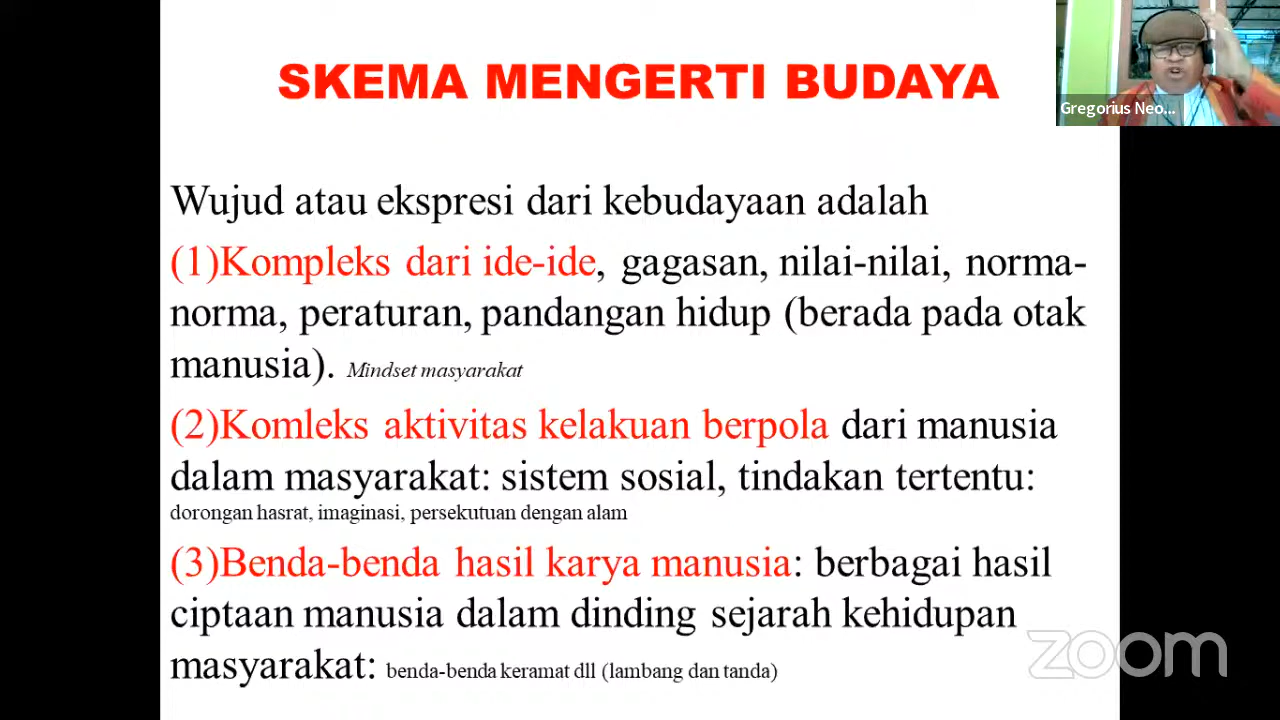 SKEMA MENGERTI BUDAYA
Gregorius Neo...
Wujud atau ekspresi dari kebudayaan adalah
(1)Kompleks dari ide-ide, gagasan, nilai-nilai, norma-
norma, peraturan, pandangan hidup (berada pada otak
manusia). Mindset masyarakat
(2)Komleks aktivitas kelakuan berpola dari manusia
dalam masyarakat: sistem sosial, tindakan tertentu:
dorongan hasrat, imaginasi, persekutuan dengan alam
(3)Benda-benda hasil karya manusia: berbagai hasil
ciptaan manusia dalam dinding sejarah kehidupan
masyarakat: benda-benda keramat dll (lambang dan tanda)
zoom